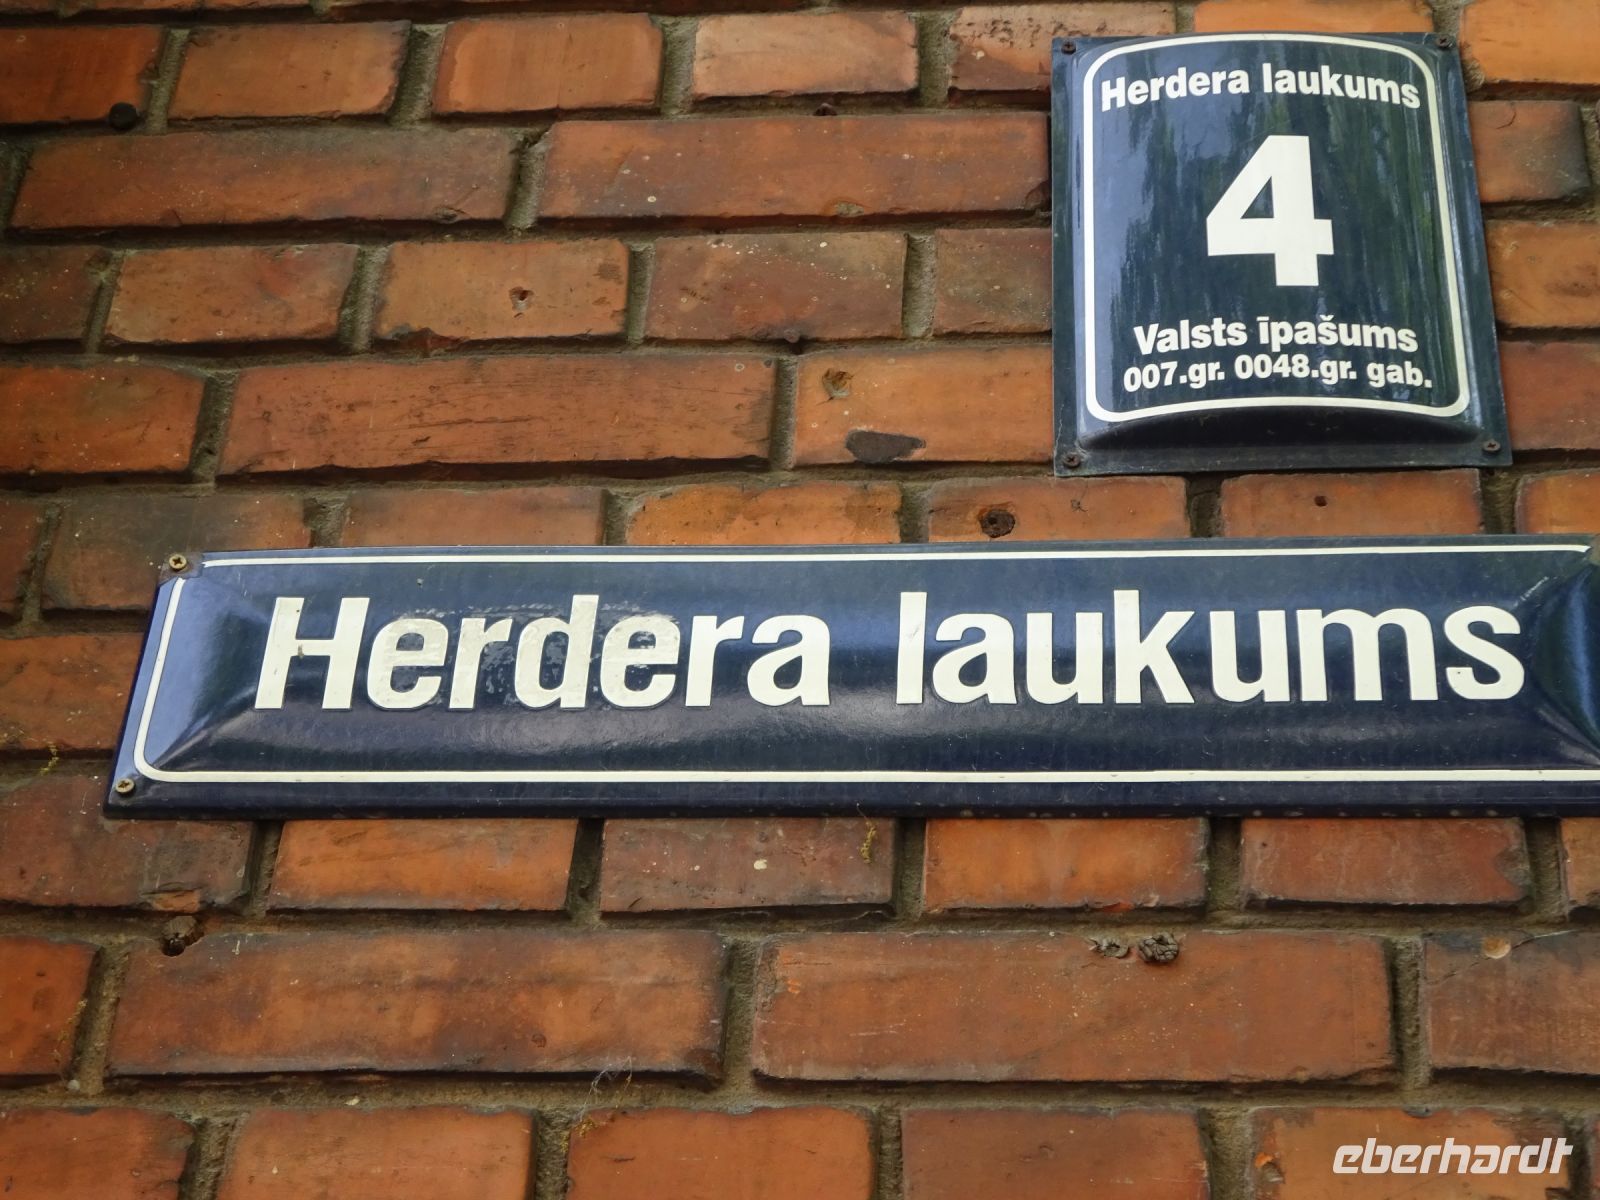 Herdera laukums
4
Valsts īpašums
007.gr. 0048.gr. gab.
Herdera laukums
eberhardt